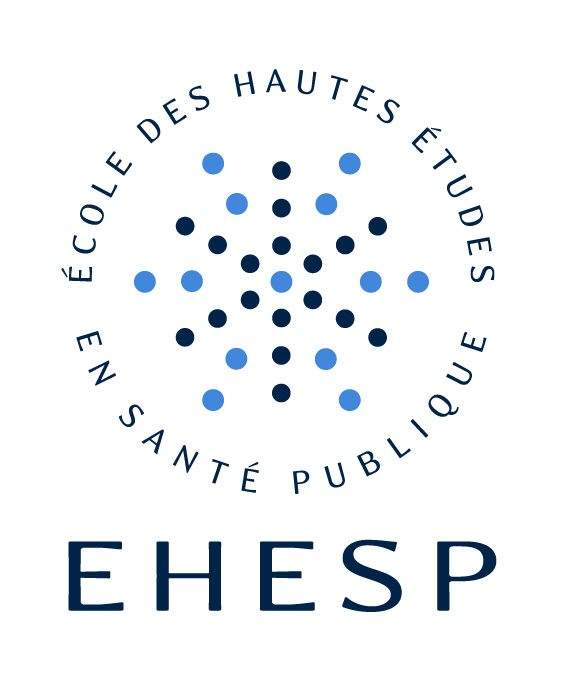 ÉCOLE DES HAUTES ÉTUDES
EN SANTÉ PUBLIQUE
EHESP